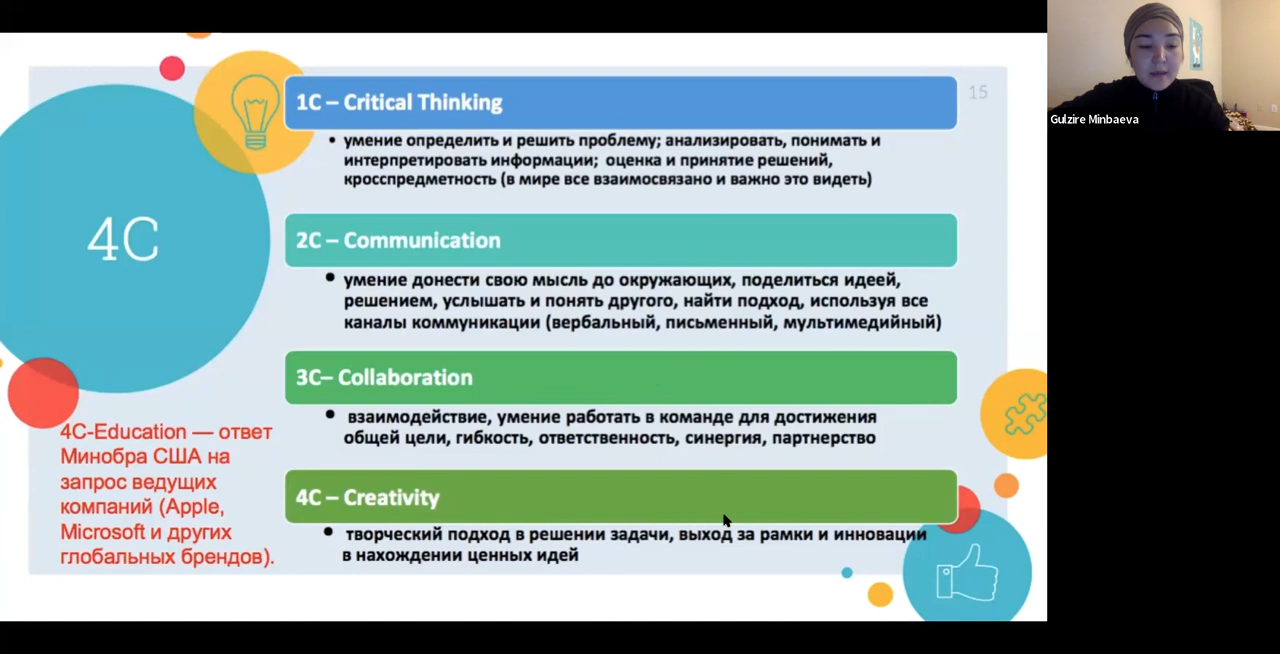 15
4C
1C – Critical Thinking
• умение определить и решить проблему; анализировать, понимать и
интерпретировать информации; оценка и принятие решений,
кросспредметность (в мире все взаимосвязано и важно это видеть)
2C – Communication
• умение донести свою мысль до окружающих, поделиться идеей,
решением, услышать и понять другого, найти подход, используя все
каналы коммуникации (вербальный, письменный, мультимедийный)
3C– Collaboration
• взаимодействие, умение работать в команде для достижения
общей цели, гибкость, ответственность, синергия, партнерство
4C – Creativity
• творческий подход в решении задачи, выход за рамки и инновации
в нахождении ценных идей
4C-Education — ответ
Минобра США на
запрос ведущих
компаний (Apple,
Microsoft и других
глобальных брендов).
Gulzire Minbaeva